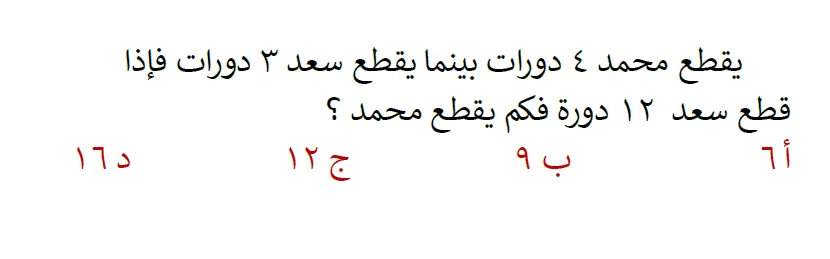 يقطع محمد ٤ دورات بينما يقطع سعد ٣ دورات فإذا
قطع سعد ١٢ دورة فكم يقطع محمد ؟
أ ٦ ب ٩ ج ١٢ د ١٦